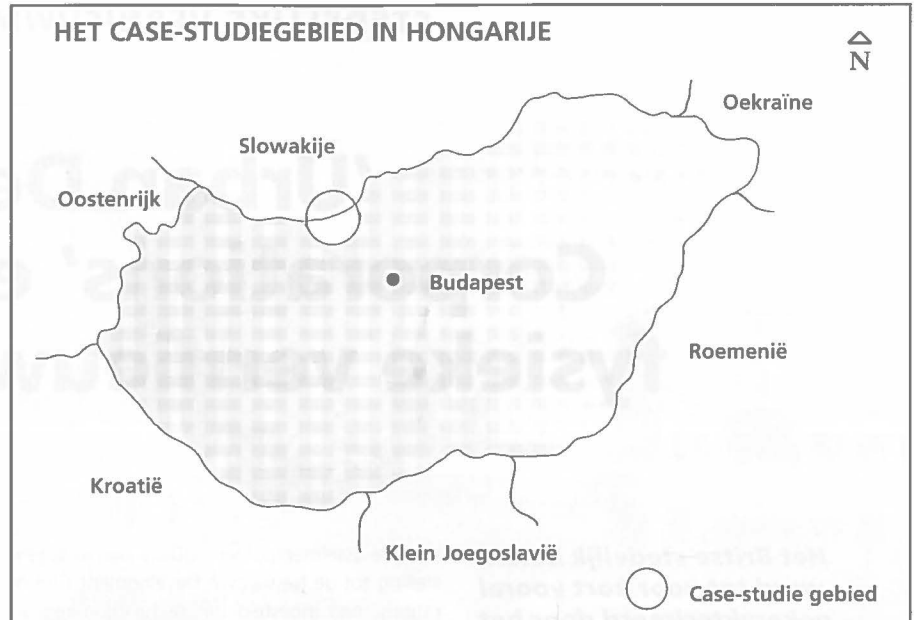 HET CASE-STUDIEGEBIED IN HONGARIJE
N
Oekraïne
Slowakije
Oostenrijk
Budapest
Roemenië
Kroatië
Klein Joegoslavië
Case-studie gebied